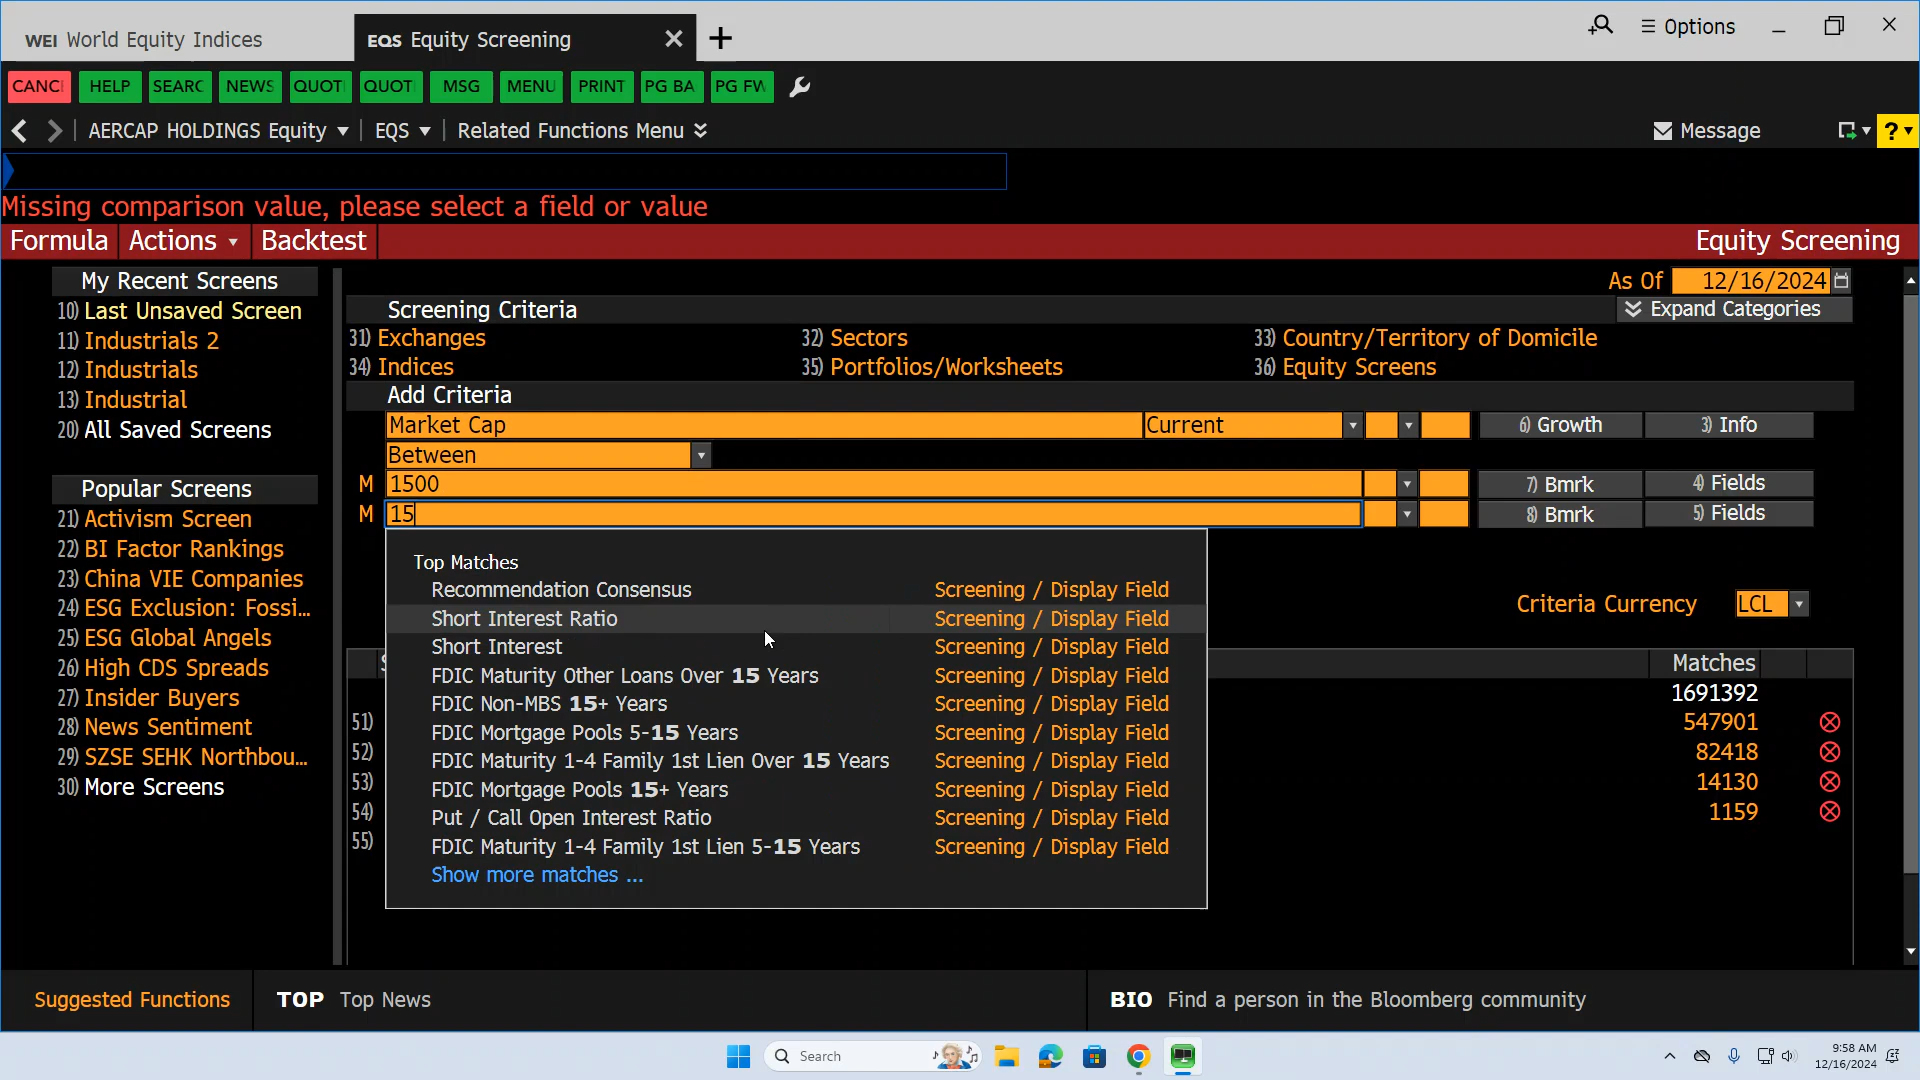 WEI World Equity Indices
EQS Equity Screening
Options
CANC HELP SEARC NEWS QUOT QUOT MSG MENU PRINT PG BA PG FW
AERCAP HOLDINGS Equity EQS Related Functions Menu Message ?
Missing comparison value, please select a field or value
Formula Actions Backtest Equity Screening
My Recent Screens
10) Last Unsaved Screen
11) Industrials 2
12) Industrials
13) Industrial
20) All Saved Screens
Popular Screens
21) Activism Screen
22) BI Factor Rankings
23) China VIE Companies
24) ESG Exclusion: Fossi...
25) ESG Global Angels
26) High CDS Spreads
27) Insider Buyers
28) News Sentiment
29) SZSE SEHK Northbou...
30) More Screens
As Of 12/16/2024
Screening Criteria Expand Categories
31) Exchanges 32) Sectors 33) Country/Territory of Domicile
34) Indices 35) Portfolios/Worksheets 36) Equity Screens
Add Criteria
Market Cap Current 6) Growth 3) Info
Between
M 1500 7) Bmrk 4) Fields
M 15 8) Bmrk 5) Fields
Top Matches
Recommendation Consensus Screening / Display Field
Short Interest Ratio Screening / Display Field
Short Interest Screening / Display Field
FDIC Maturity Other Loans Over 15 Years Screening / Display Field
FDIC Non-MBS 15+ Years Screening / Display Field
FDIC Mortgage Pools 5-15 Years Screening / Display Field
FDIC Maturity 1-4 Family 1st Lien Over 15 Years Screening / Display Field
FDIC Mortgage Pools 15+ Years Screening / Display Field
Put / Call Open Interest Ratio Screening / Display Field
FDIC Maturity 1-4 Family 1st Lien 5-15 Years Screening / Display Field
Show more matches ...
Criteria Currency LCL
Matches
1691392
51) 547901
52) 82418
53) 14130
54) 1159
55)
Suggested Functions TOP Top News BIO Find a person in the Bloomberg community
Search
9:58 AM
12/16/2024